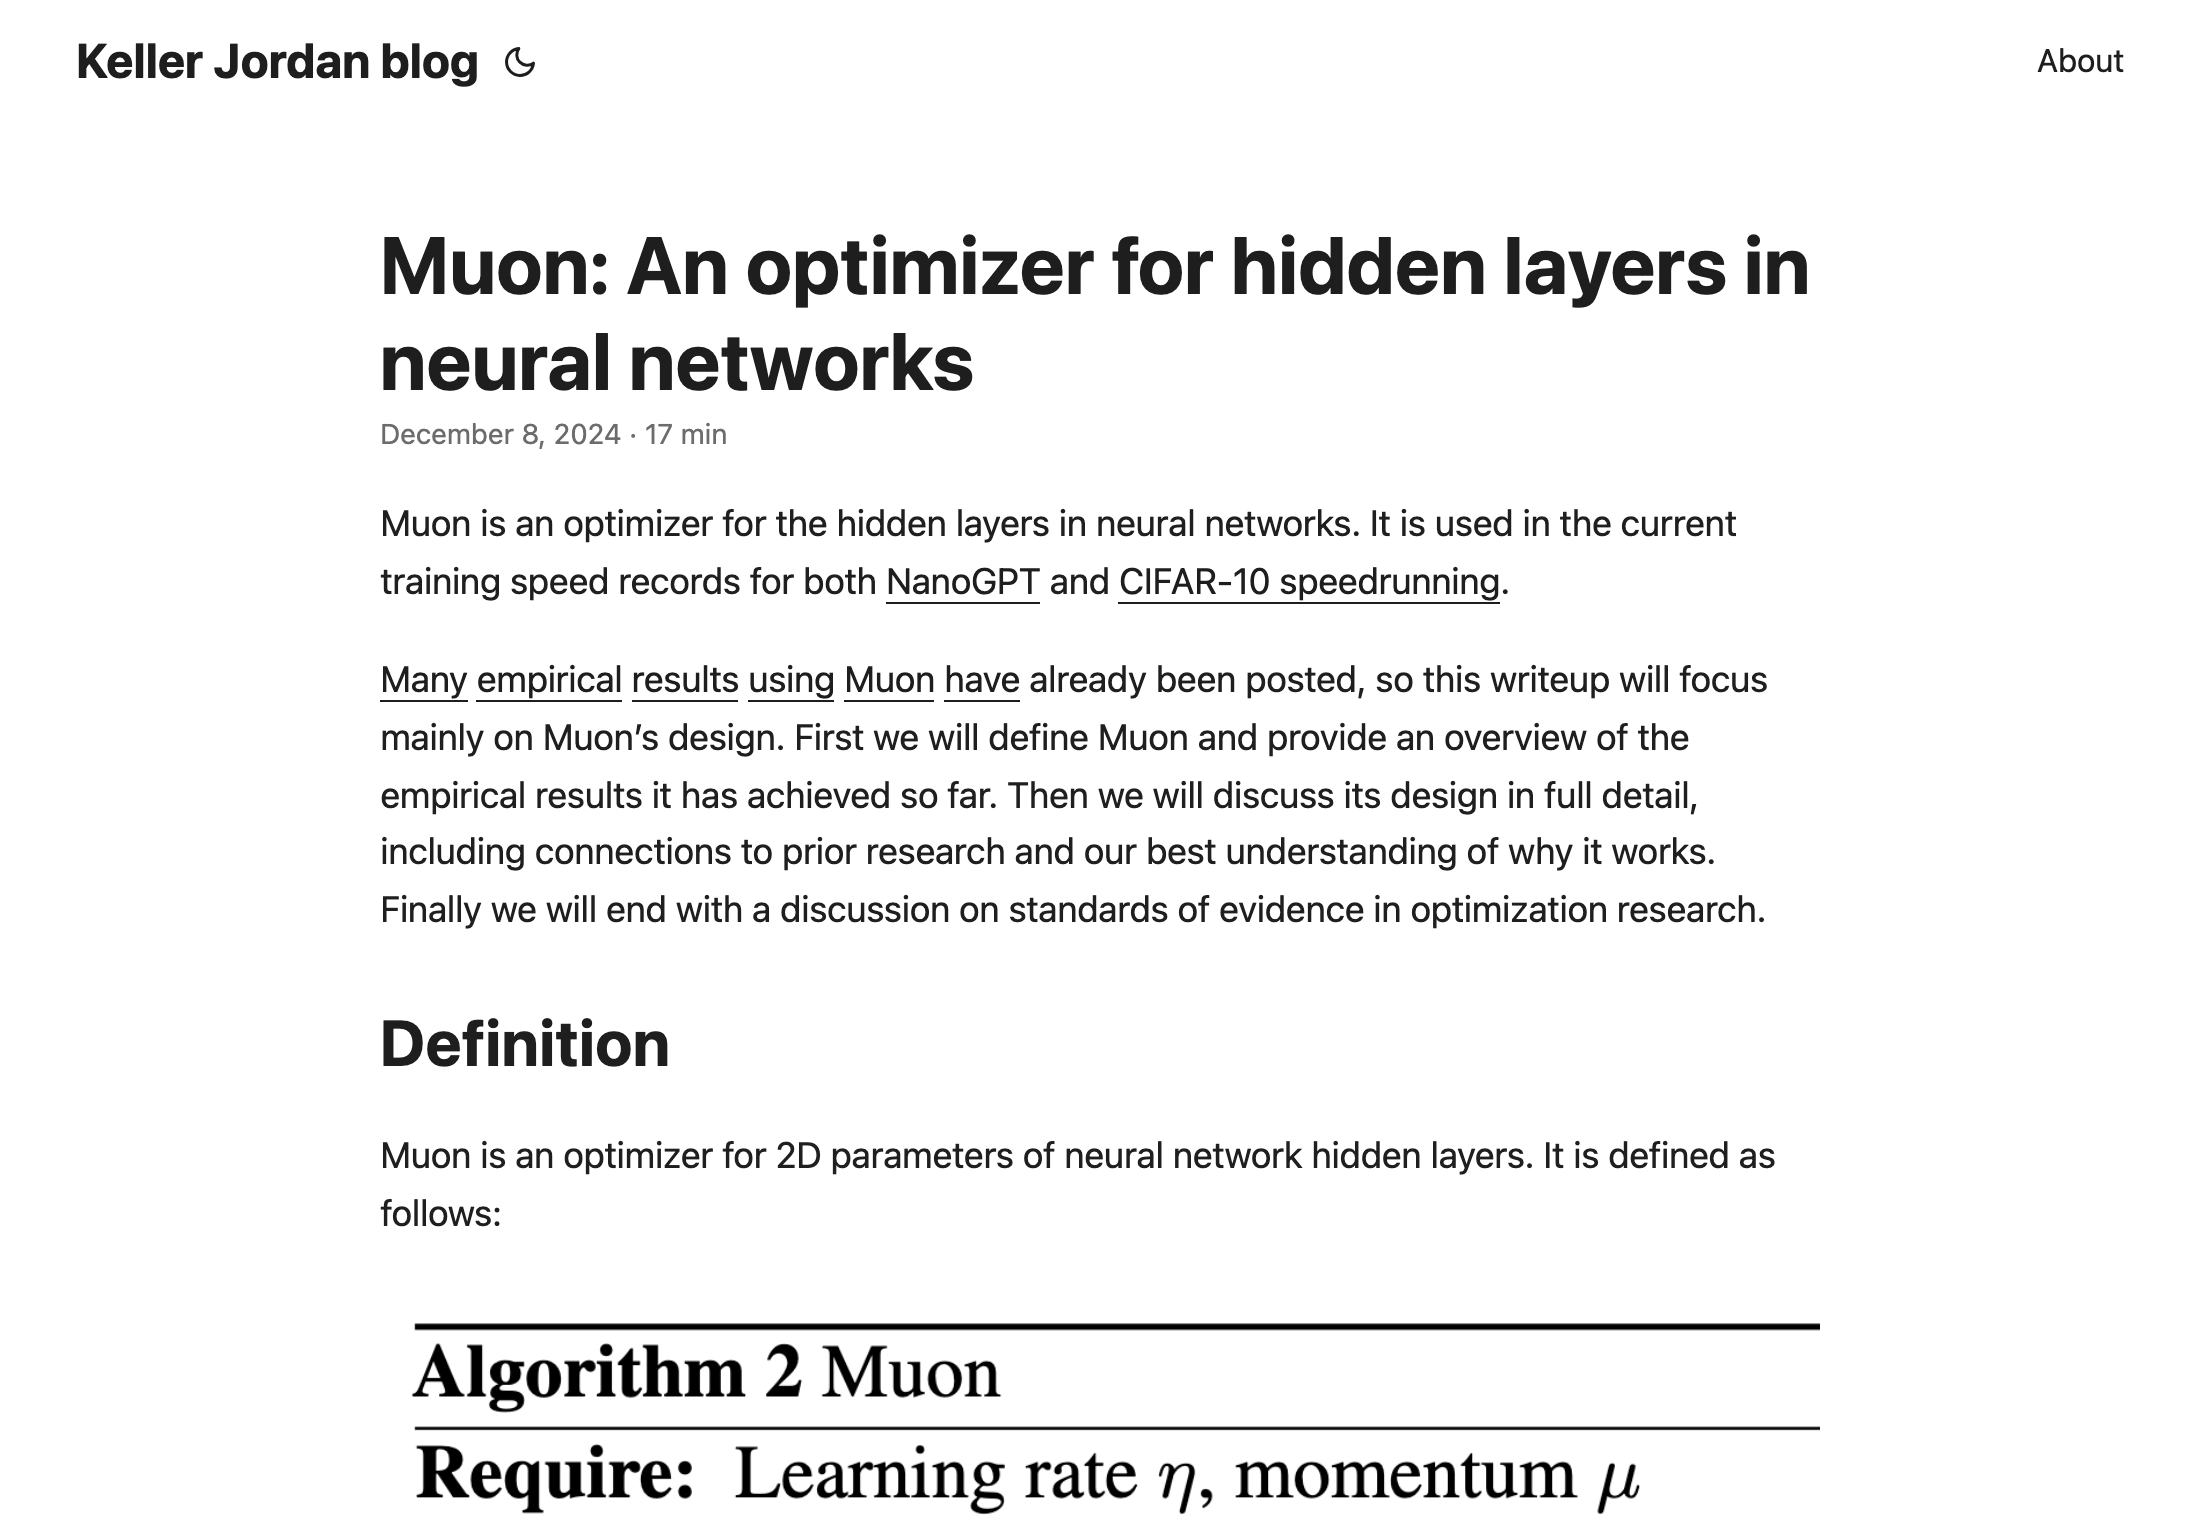 Keller Jordan blog
About
Muon: An optimizer for hidden layers in
neural networks
December 8, 2024 · 17 min
Muon is an optimizer for the hidden layers in neural networks. It is used in the current
training speed records for both NanoGPT and CIFAR-10 speedrunning.
Many empirical results using Muon have already been posted, so this writeup will focus
mainly on Muon’s design. First we will define Muon and provide an overview of the
empirical results it has achieved so far. Then we will discuss its design in full detail,
including connections to prior research and our best understanding of why it works.
Finally we will end with a discussion on standards of evidence in optimization research.
Definition
Muon is an optimizer for 2D parameters of neural network hidden layers. It is defined as
follows:
Algorithm 2 Muon
Require: Learning rate η, momentum μ